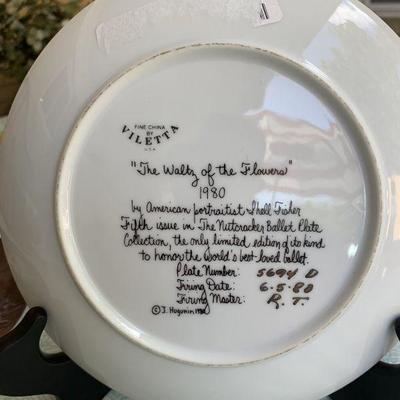 FINE CHINA
BY
VILETTA
U.S.A.
"The Waltz of the Flowers"
1980
by American portraitist Shell Fisher
Fifth issue in The Nutcracker Ballet Plate
Collection, the only limited edition of its kind
to honor the World's best-loved ballet.
Plate Number: 5694 D
Firing Date: 6.5.80
Firing Master: R.T.
© J. Hugunin 1980